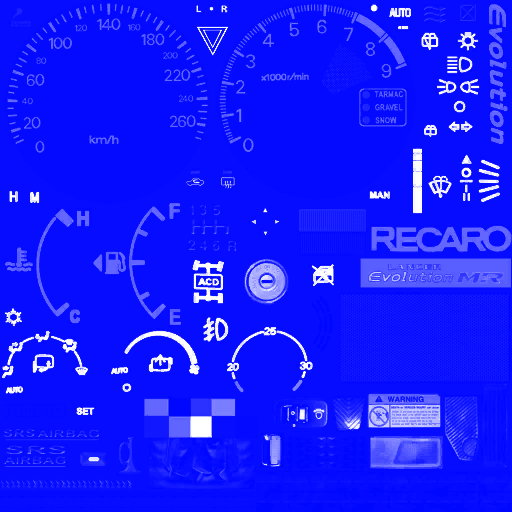 L • R
AUTO
20
40
60
80
100
120
140
160
180
200
220
240
260
0
km/h
0
1
2
3
4
5
6
7
8
9
x1000r/min
TARMAC
GRAVEL
SNOW
Evolution
H M
MAN
H
C
F
E
1 3 5
2 4 6 R
ACD
RECARO
LANCER
Evolution MR
AUTO
AUTO
20
25
30
SET
SRS AIRBAG
SRS
AIRBAG
WARNING